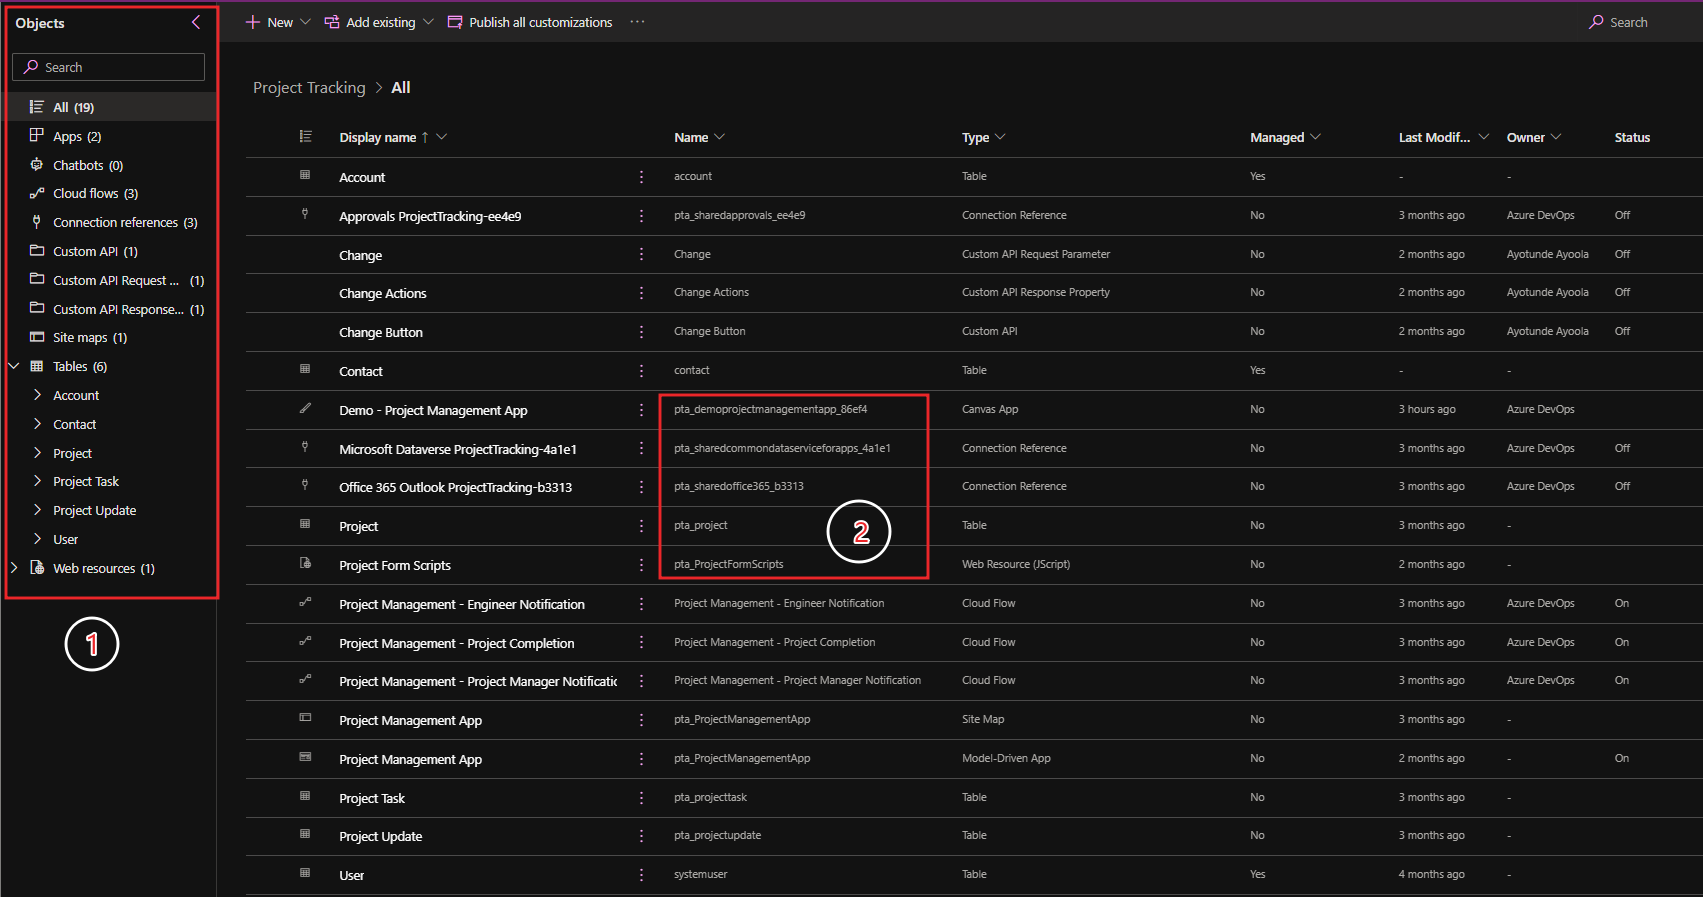 Objects
New
Add existing
Publish all customizations
···
Search
Search
Project Tracking > All
All (19)
Apps (2)
Chatbots (0)
Cloud flows (3)
Connection references (3)
Custom API (1)
Custom API Request ... (1)
Custom API Response... (1)
Site maps (1)
Tables (6)
Account
Contact
Project
Project Task
Project Update
User
Web resources (1)
1
Display name ↑ Name Type Managed Last Modif... Owner Status
Account account Table Yes - -
Approvals ProjectTracking-ee4e9 pta_sharedapprovals_ee4e9 Connection Reference No 3 months ago Azure DevOps Off
Change Change Custom API Request Parameter No 2 months ago Ayotunde Ayoola Off
Change Actions Change Actions Custom API Response Property No 2 months ago Ayotunde Ayoola Off
Change Button Change Button Custom API No 2 months ago Ayotunde Ayoola Off
Contact contact Table Yes - -
Demo - Project Management App pta_demoprojectmanagementapp_86ef4 Canvas App No 3 hours ago Azure DevOps
Microsoft Dataverse ProjectTracking-4a1e1 pta_sharedcommondataserviceforapps_4a1e1 Connection Reference No 3 months ago Azure DevOps Off
Office 365 Outlook ProjectTracking-b3313 pta_sharedoffice365_b3313 Connection Reference No 3 months ago Azure DevOps Off
Project pta_project Table No 3 months ago -
2
Project Form Scripts pta_ProjectFormScripts Web Resource (JScript) No 2 months ago -
Project Management - Engineer Notification Project Management - Engineer Notification Cloud Flow No 3 months ago Azure DevOps On
Project Management - Project Completion Project Management - Project Completion Cloud Flow No 3 months ago Azure DevOps On
Project Management - Project Manager Notificatic Project Management - Project Manager Notification Cloud Flow No 3 months ago Azure DevOps On
Project Management App pta_ProjectManagementApp Site Map No 3 months ago -
Project Management App pta_ProjectManagementApp Model-Driven App No 2 months ago - On
Project Task pta_projecttask Table No 3 months ago -
Project Update pta_projectupdate Table No 3 months ago -
User systemuser Table Yes 4 months ago -